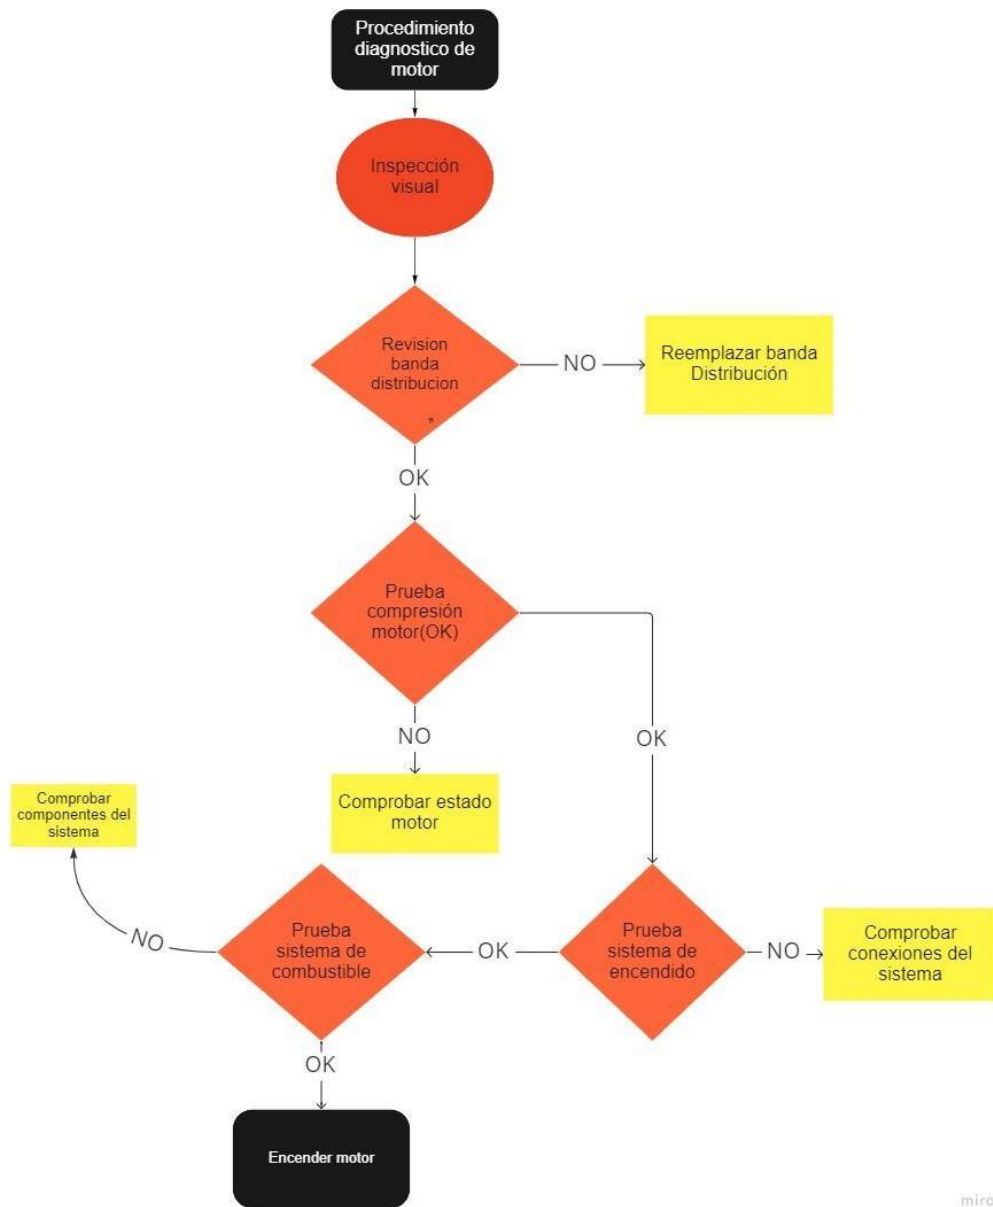 Procedimiento
diagnostico de
motor
Inspección
visual
Revision
banda
distribucion
NO
Reemplazar banda
Distribución
OK
Prueba
compresión
motor(OK)
NO
OK
Comprobar estado
motor
Comprobar
componentes del
sistema
NO
Prueba
sistema de
combustible
OK
Prueba
sistema de
encendido
NO
Comprobar
conexiones del
sistema
OK
Encender motor
miro